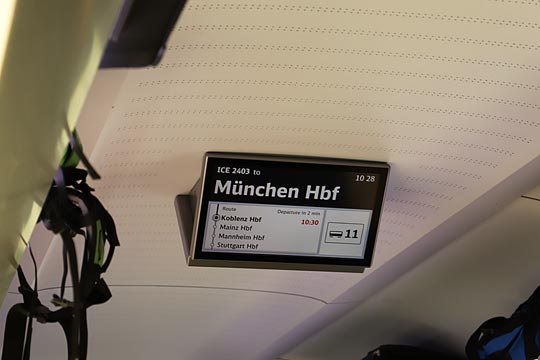 ICE 2403 to 10 28
München Hbf
Route Departure in 2 min
Koblenz Hbf 10:30
Mainz Hbf
Mannheim Hbf
Stuttgart Hbf
11